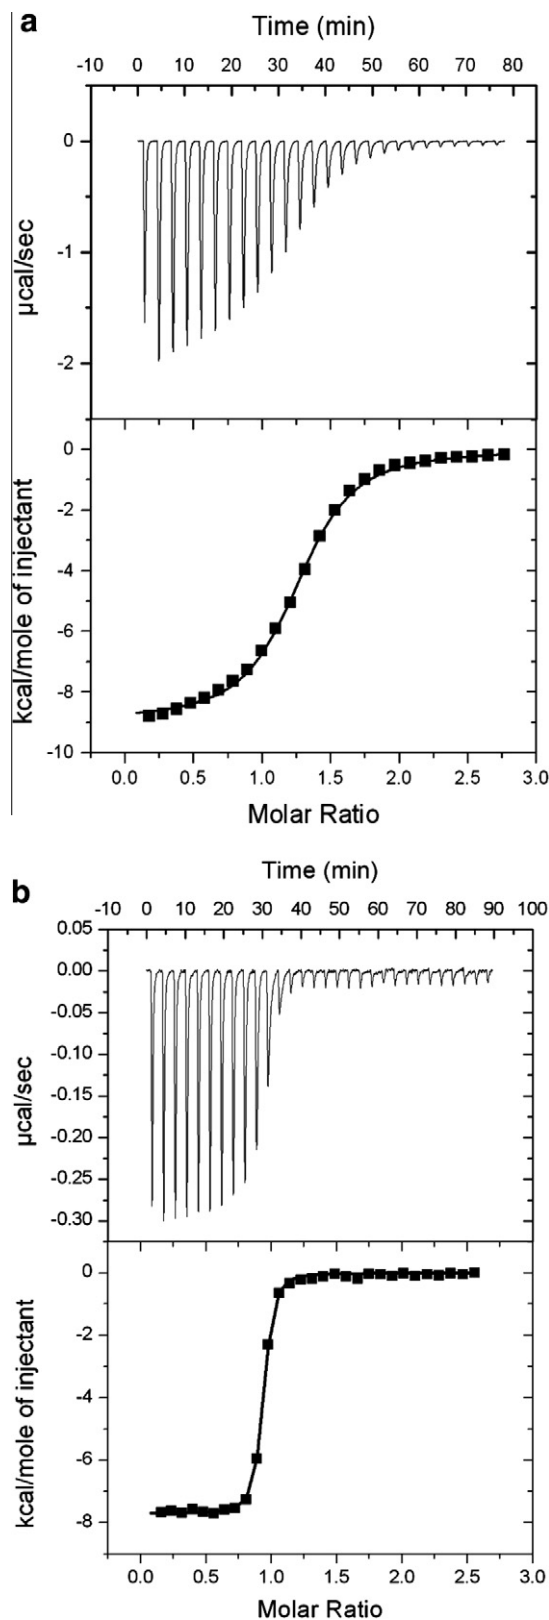 a
Time (min)
-10 0 10 20 30 40 50 60 70 80
0
-1
-2
µcal/sec
0
-2
-4
-6
-8
-10
kcal/mole of injectant
0.0 0.5 1.0 1.5 2.0 2.5 3.0
Molar Ratio
b
Time (min)
-10 0 10 20 30 40 50 60 70 80 90 100
0.05
0.00
-0.05
-0.10
-0.15
-0.20
-0.25
-0.30
µcal/sec
0
-2
-4
-6
-8
kcal/mole of injectant
0.0 0.5 1.0 1.5 2.0 2.5 3.0
Molar Ratio